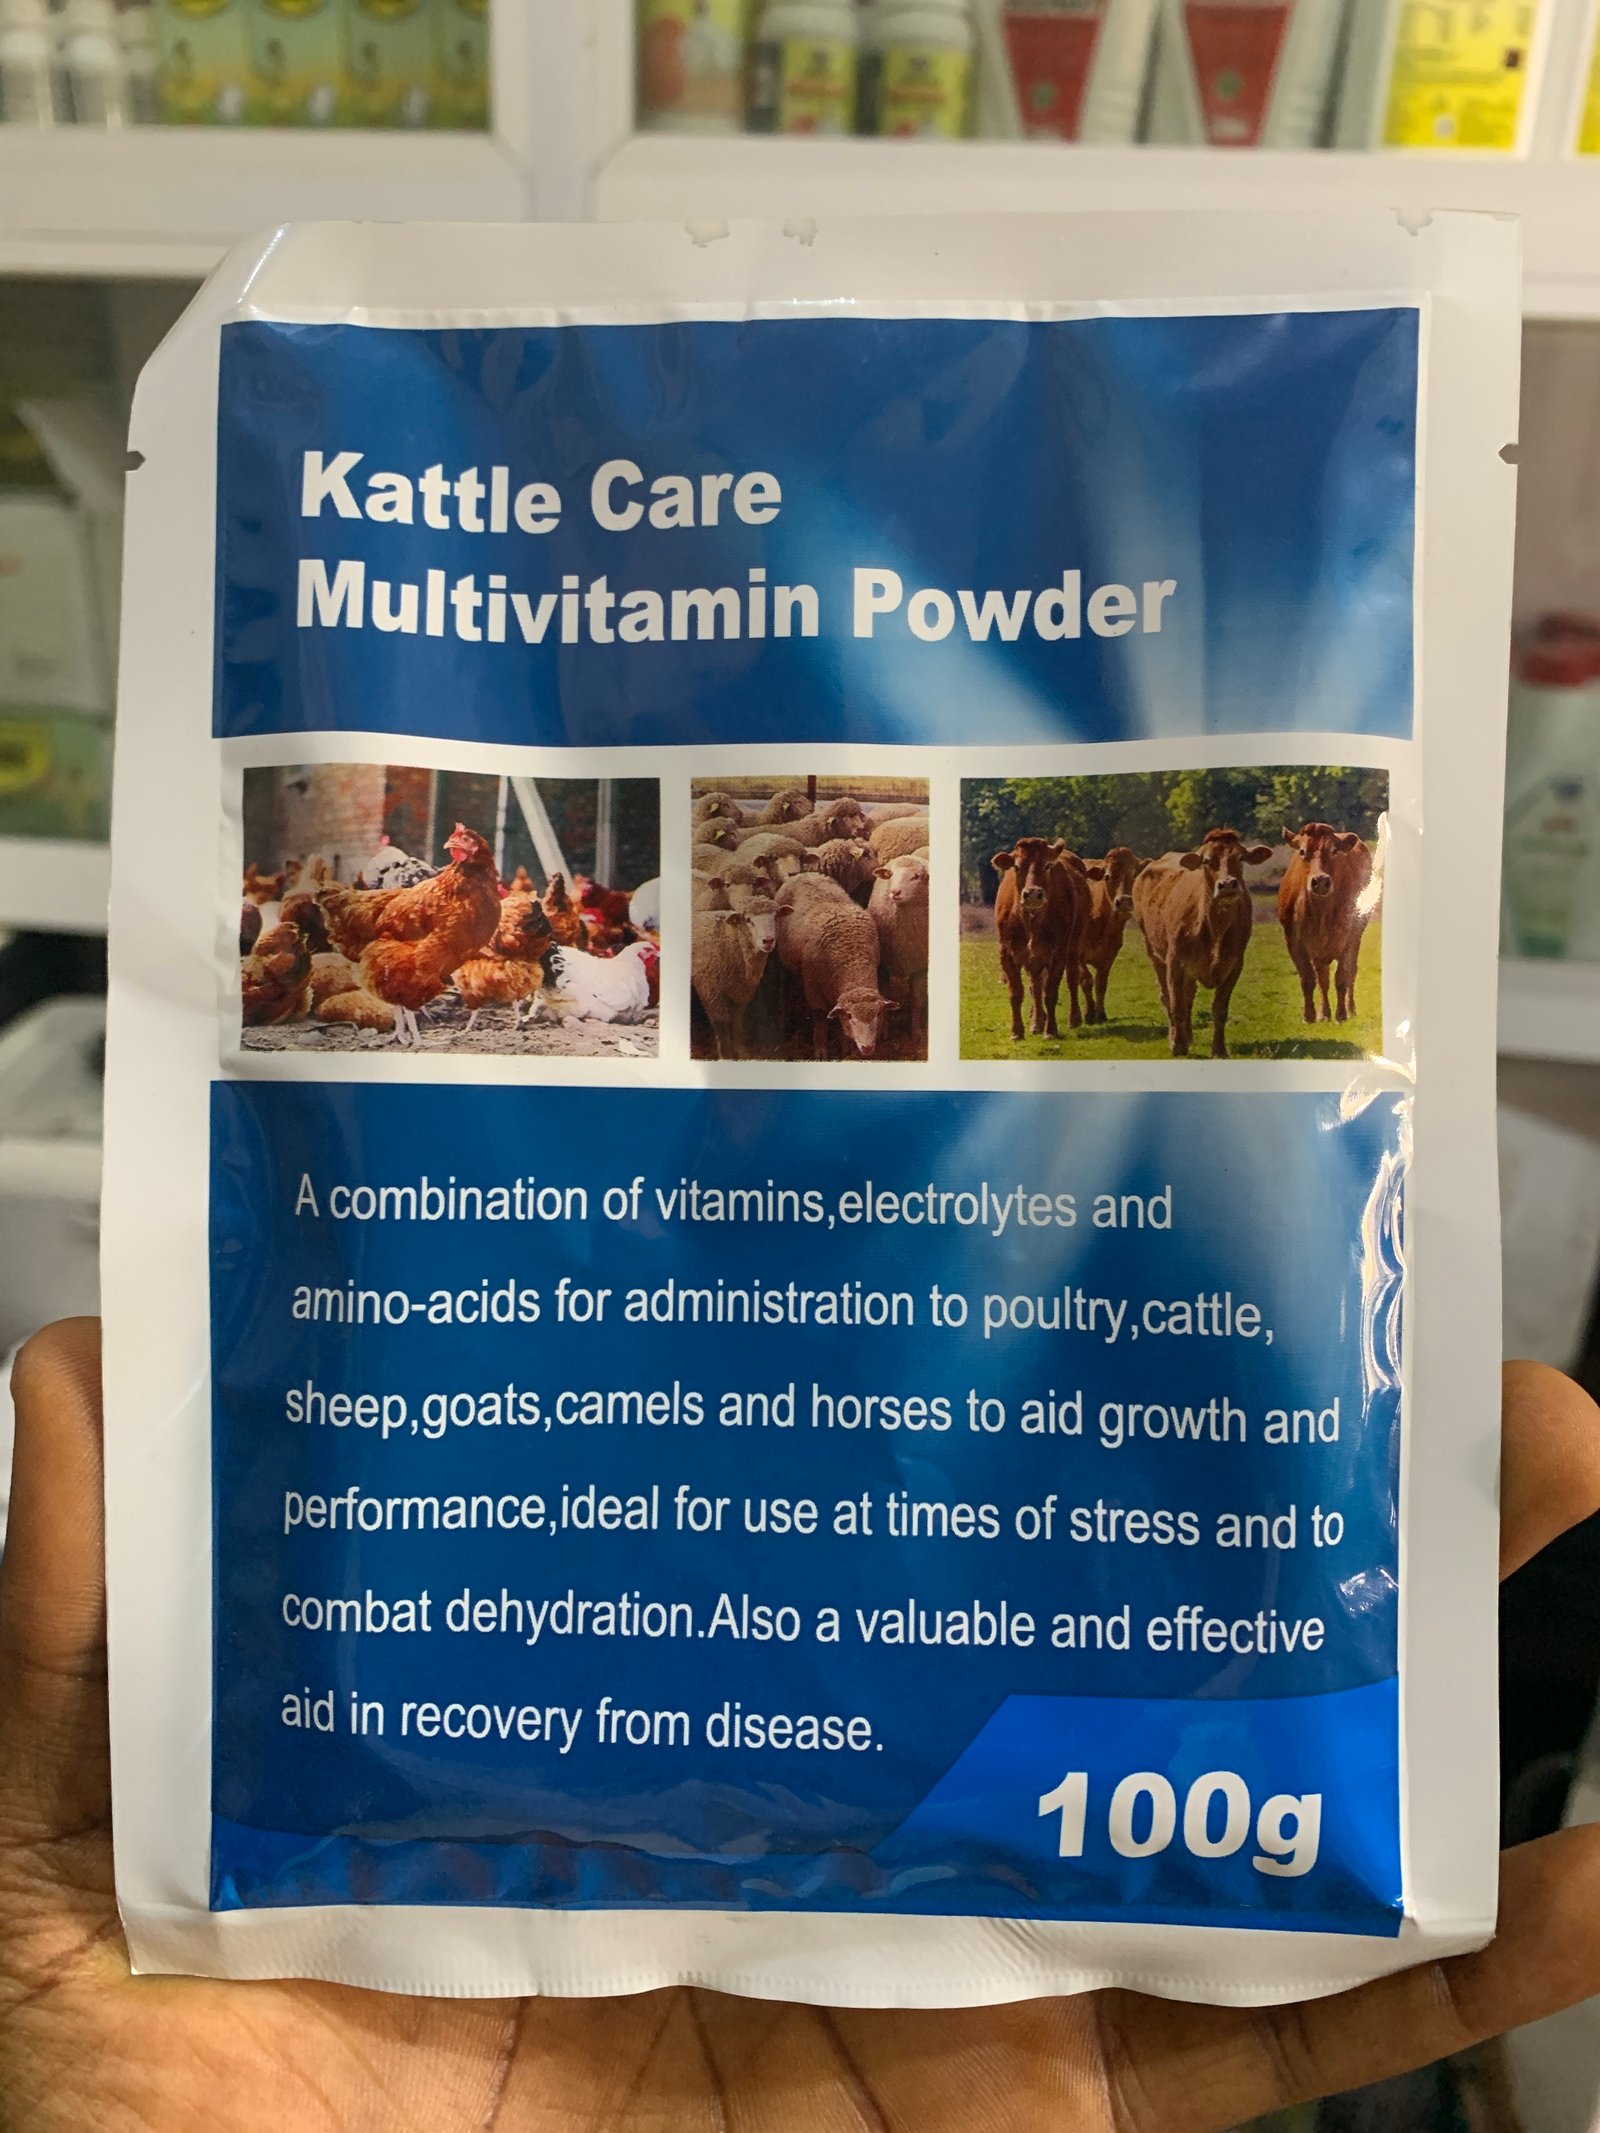 Kattle Care
Multivitamin Powder
A combination of vitamins,electrolytes and
amino-acids for administration to poultry,cattle,
sheep,goats,camels and horses to aid growth and
performance,ideal for use at times of stress and to
combat dehydration.Also a valuable and effective
aid in recovery from disease.
100g